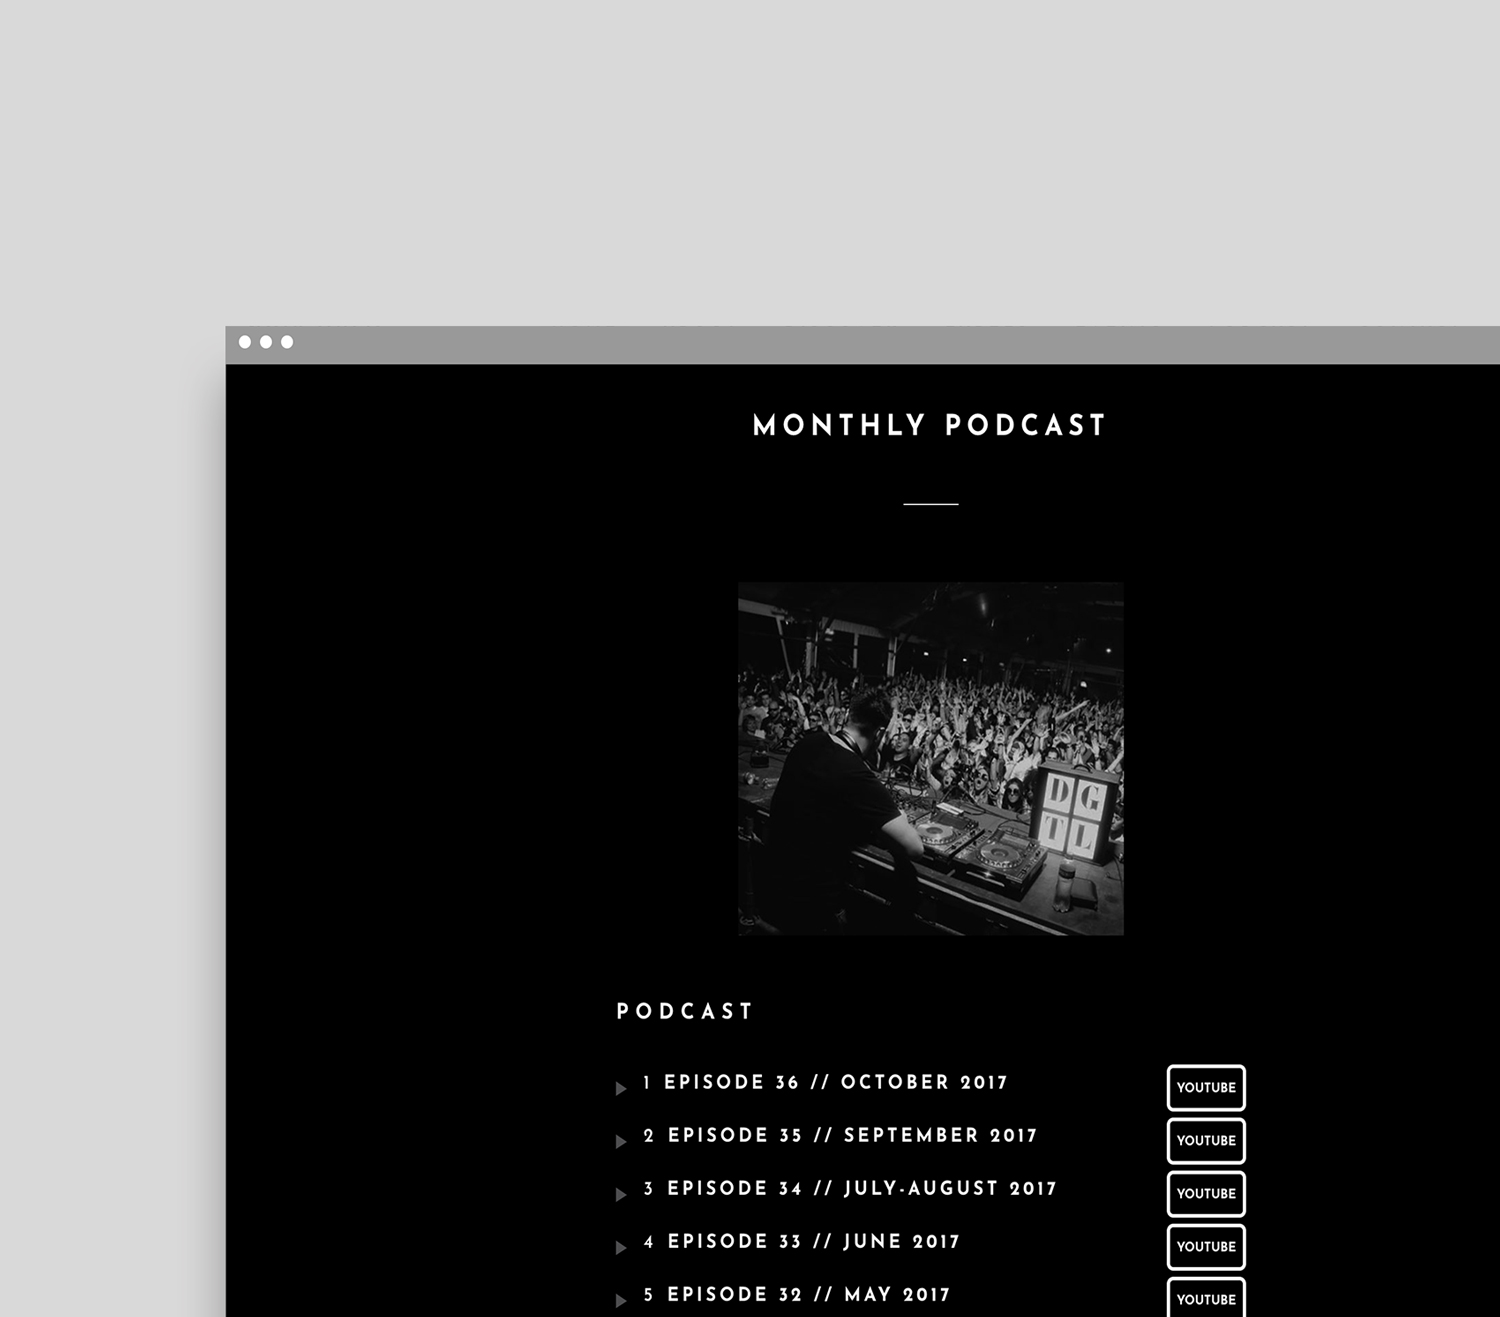 MONTHLY PODCAST
DG
TL
PODCAST
1 EPISODE 36 // OCTOBER 2017 YOUTUBE
2 EPISODE 35 // SEPTEMBER 2017 YOUTUBE
3 EPISODE 34 // JULY-AUGUST 2017 YOUTUBE
4 EPISODE 33 // JUNE 2017 YOUTUBE
5 EPISODE 32 // MAY 2017 YOUTUBE